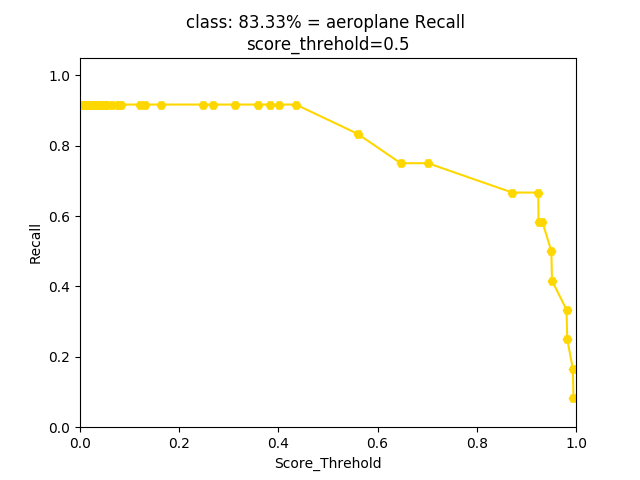 class: 83.33% = aeroplane Recall
score_threhold=0.5
1.0
0.8
0.6
0.4
0.2
0.0
Recall
0.0 0.2 0.4 0.6 0.8 1.0
Score_Threhold